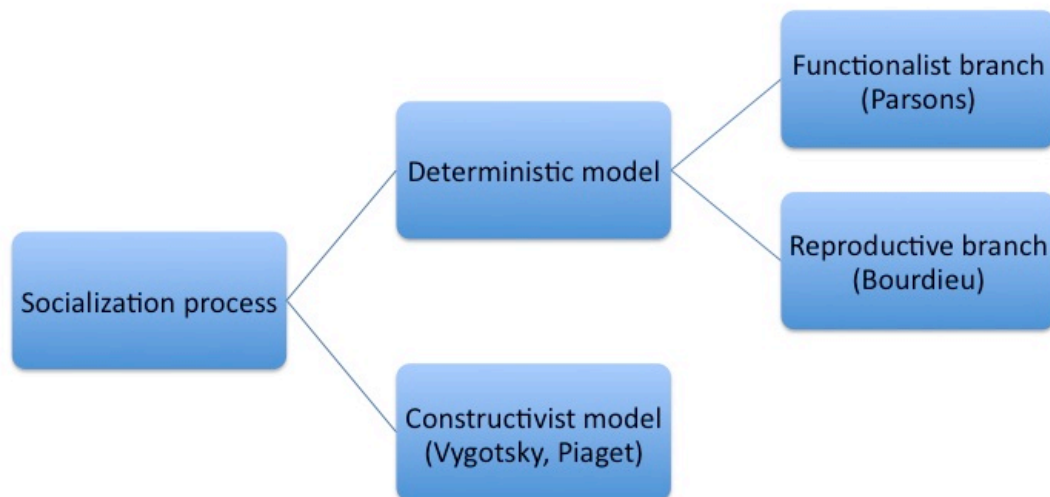 Socialization process
Deterministic model
Functionalist branch
(Parsons)
Reproductive branch
(Bourdieu)
Constructivist model
(Vygotsky, Piaget)